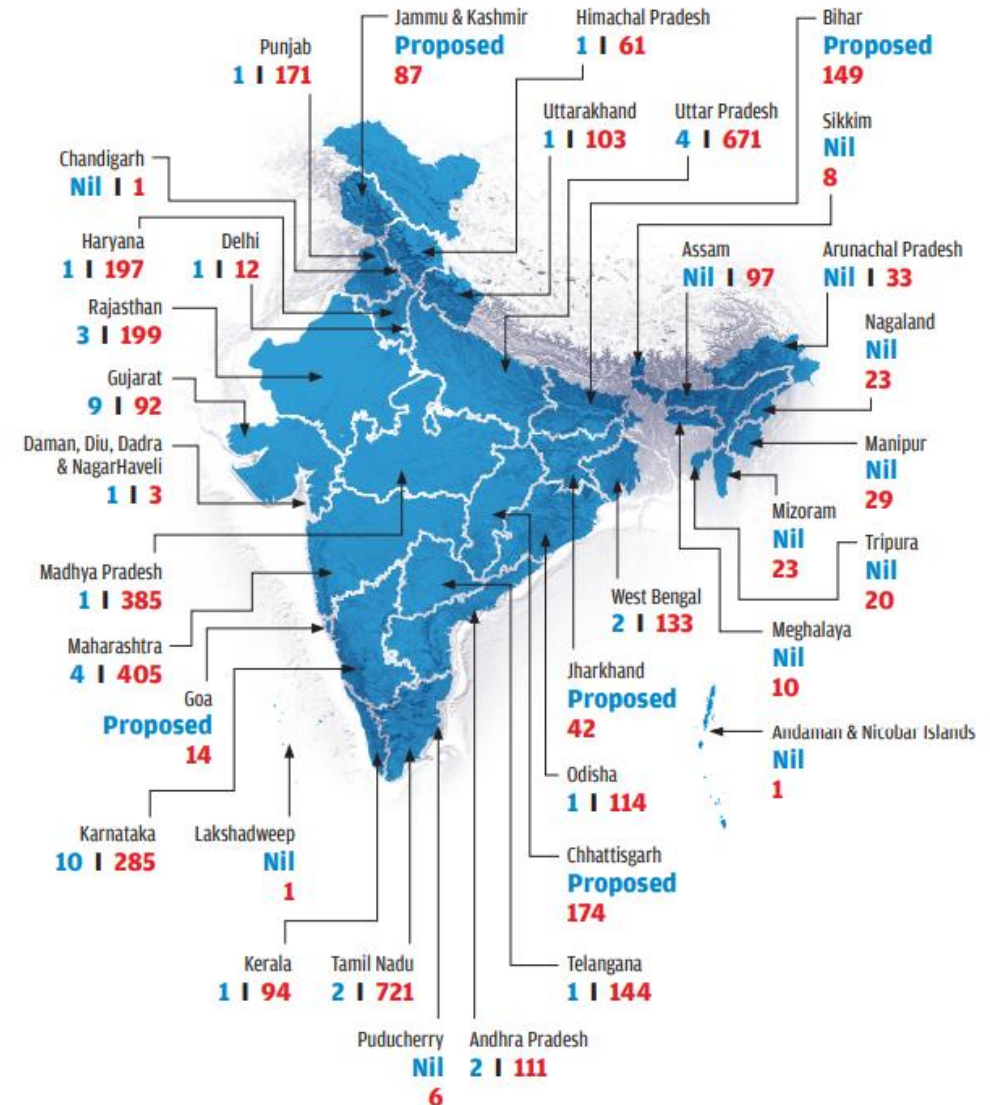 Jammu & Kashmir
Proposed
87
Himachal Pradesh
1 I 61
Bihar
Proposed
149
Punjab
1 I 171
Uttarakhand
1 I 103
Uttar Pradesh
4 I 671
Sikkim
Nil
8
Chandigarh
Nil I 1
Haryana
1 I 197
Delhi
1 I 12
Assam
Nil I 97
Arunachal Pradesh
Nil I 33
Rajasthan
3 I 199
Nagaland
Nil
23
Gujarat
9 I 92
Daman, Diu, Dadra
& NagarHaveli
1 I 3
Manipur
Nil
29
Mizoram
Nil
23
Tripura
Nil
20
Madhya Pradesh
1 I 385
West Bengal
2 I 133
Meghalaya
Nil
10
Maharashtra
4 I 405
Jharkhand
Proposed
42
Goa
Proposed
14
Andaman & Nicobar Islands
Nil
1
Odisha
1 I 114
Karnataka
10 I 285
Lakshadweep
Nil
1
Chhattisgarh
Proposed
174
Kerala
1 I 94
Tamil Nadu
2 I 721
Telangana
1 I 144
Puducherry
Nil
6
Andhra Pradesh
2 I 111